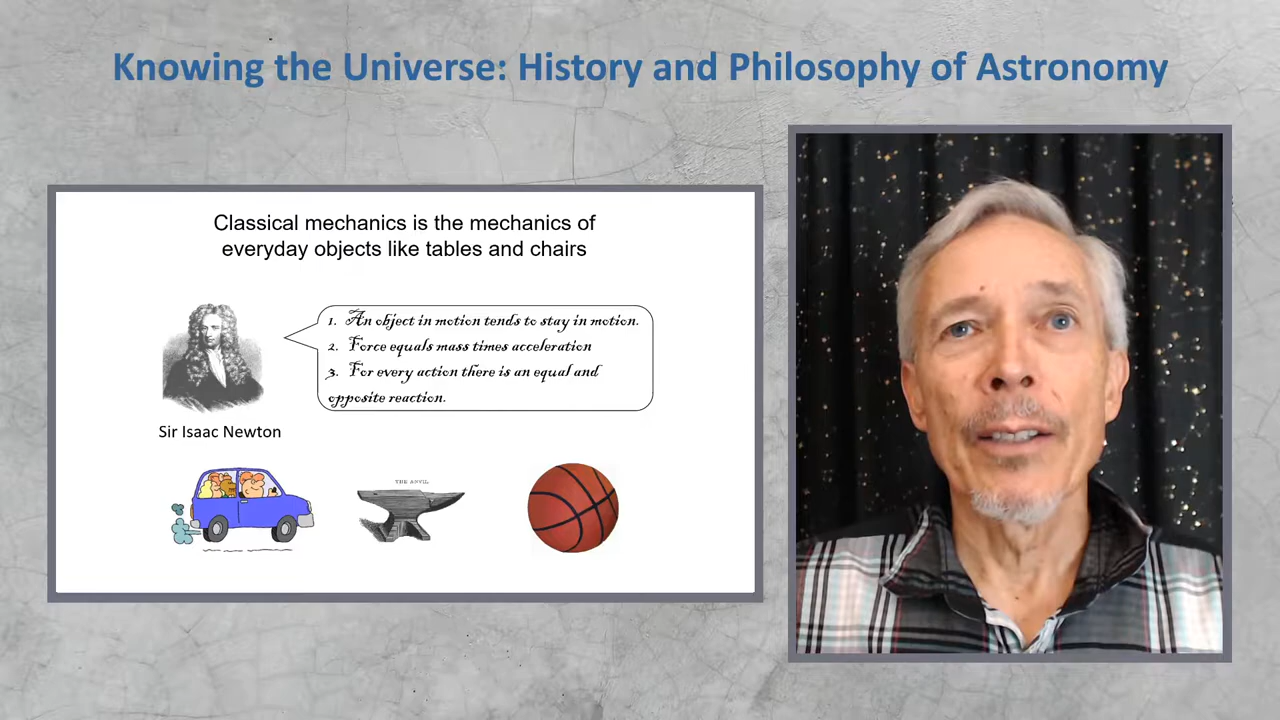 Knowing the Universe: History and Philosophy of Astronomy
Classical mechanics is the mechanics of
everyday objects like tables and chairs
1. An object in motion tends to stay in motion.
2. Force equals mass times acceleration
3. For every action there is an equal and
opposite reaction.
Sir Isaac Newton
THE ANVIL